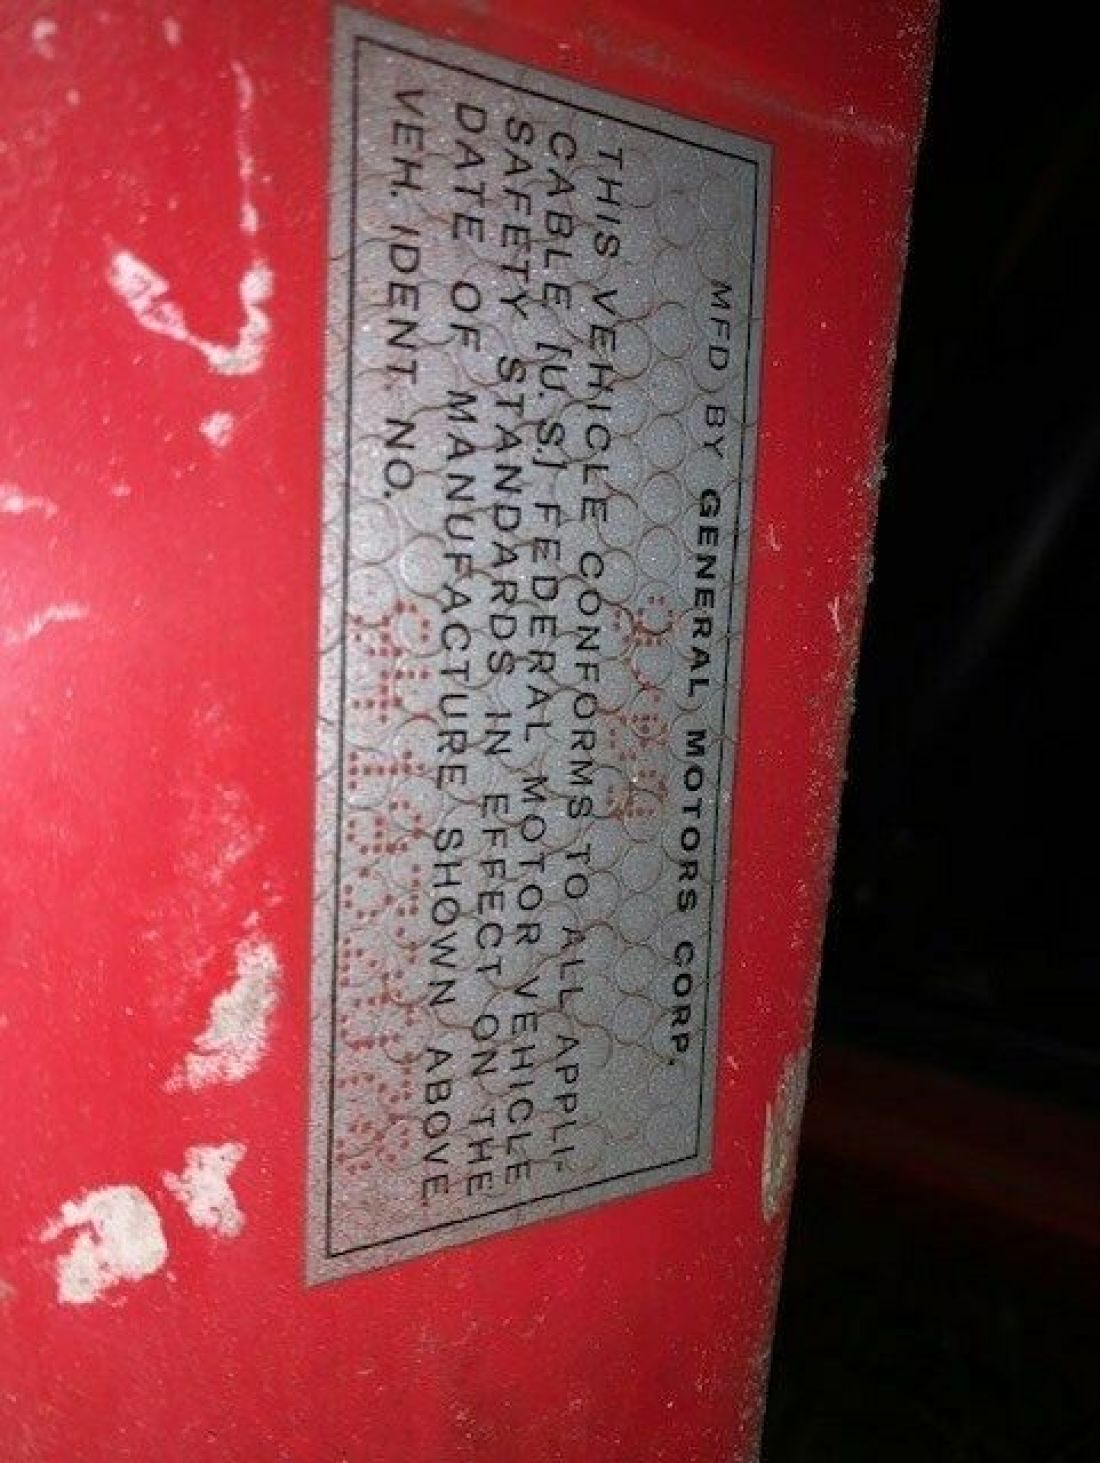 MFD BY GENERAL MOTORS CORP.
THIS VEHICLE CONFORMS TO ALL APPLI-
CABLE [U. S.] FEDERAL MOTOR VEHICLE
SAFETY STANDARDS IN EFFECT ON THE
DATE OF MANUFACTURE SHOWN ABOVE.
VEH. IDENT. NO.